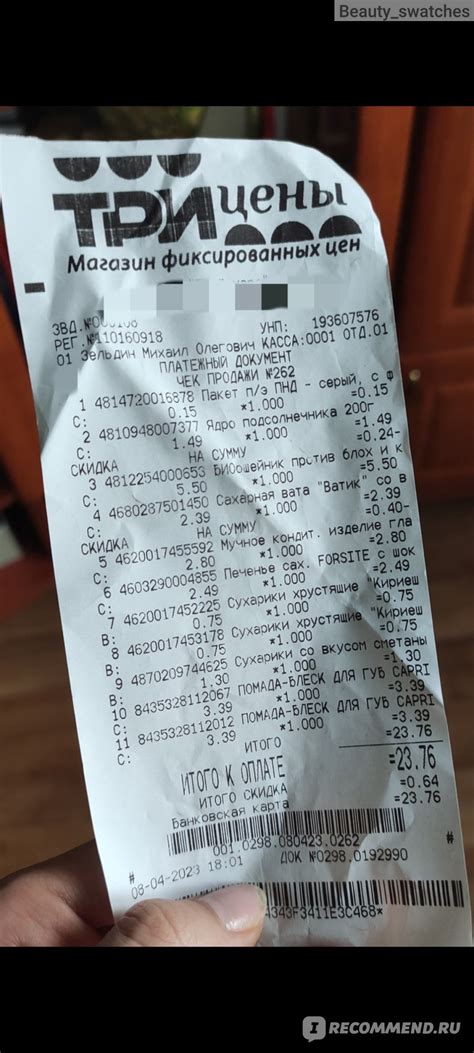 Beauty_swatches
ТРИ цены
Магазин фиксированных цен
ЗВД.№ УНП: 193607576
РЕГ.№110160918
01 Зельдин Михаил Олегович КАССА:0001 ОТД.01
ПЛАТЕЖНЫЙ ДОКУМЕНТ
ЧЕК ПРОДАЖИ №262
1 4814720016878 Пакет п/э ПНД - серый, с ф
С: 0.15 *1.000 =0.15
2 4810948007377 Ядро подсолнечника 200г
С: 1.49 *1.000 =1.49
СКИДКА НА СУММУ =0.24-
3 4812254000653 Биоошейник против блох и к
С: 5.50 *1.000 =5.50
4 4680287501450 Сахарная вата "Ватик" со в
С: 2.39 *1.000 =2.39
СКИДКА НА СУММУ =0.40-
5 4620017455592 Мучное кондит. изделие гла
С: 2.80 *1.000 =2.80
6 4603290004855 Печенье сах. FORSITE с шок
С: 2.49 *1.000 =2.49
7 4620017452225 Сухарики хрустящие "Кириеш
В: 0.75 *1.000 =0.75
8 4620017453178 Сухарики хрустящие "Кириеш
В: 0.75 *1.000 =0.75
9 4870209744625 Сухарики со вкусом сметаны
В: 1.30 *1.000 =1.30
10 8435328112067 ПОМАДА-БЛЕСК ДЛЯ ГУБ CAPRI
С: 3.39 *1.000 =3.39
11 8435328112012 ПОМАДА-БЛЕСК ДЛЯ ГУБ CAPRI
С: 3.39 *1.000 =3.39
ИТОГО =23.76
ИТОГО К ОПЛАТЕ =23.76
ИТОГО СКИДКА =0.64
Банковская карта =23.76
001.0298.080423.0262
# ДОК №0298.0192990 #
08-04-2023 18:01
4343F3411E3C468*
IRECOMMEND.RU